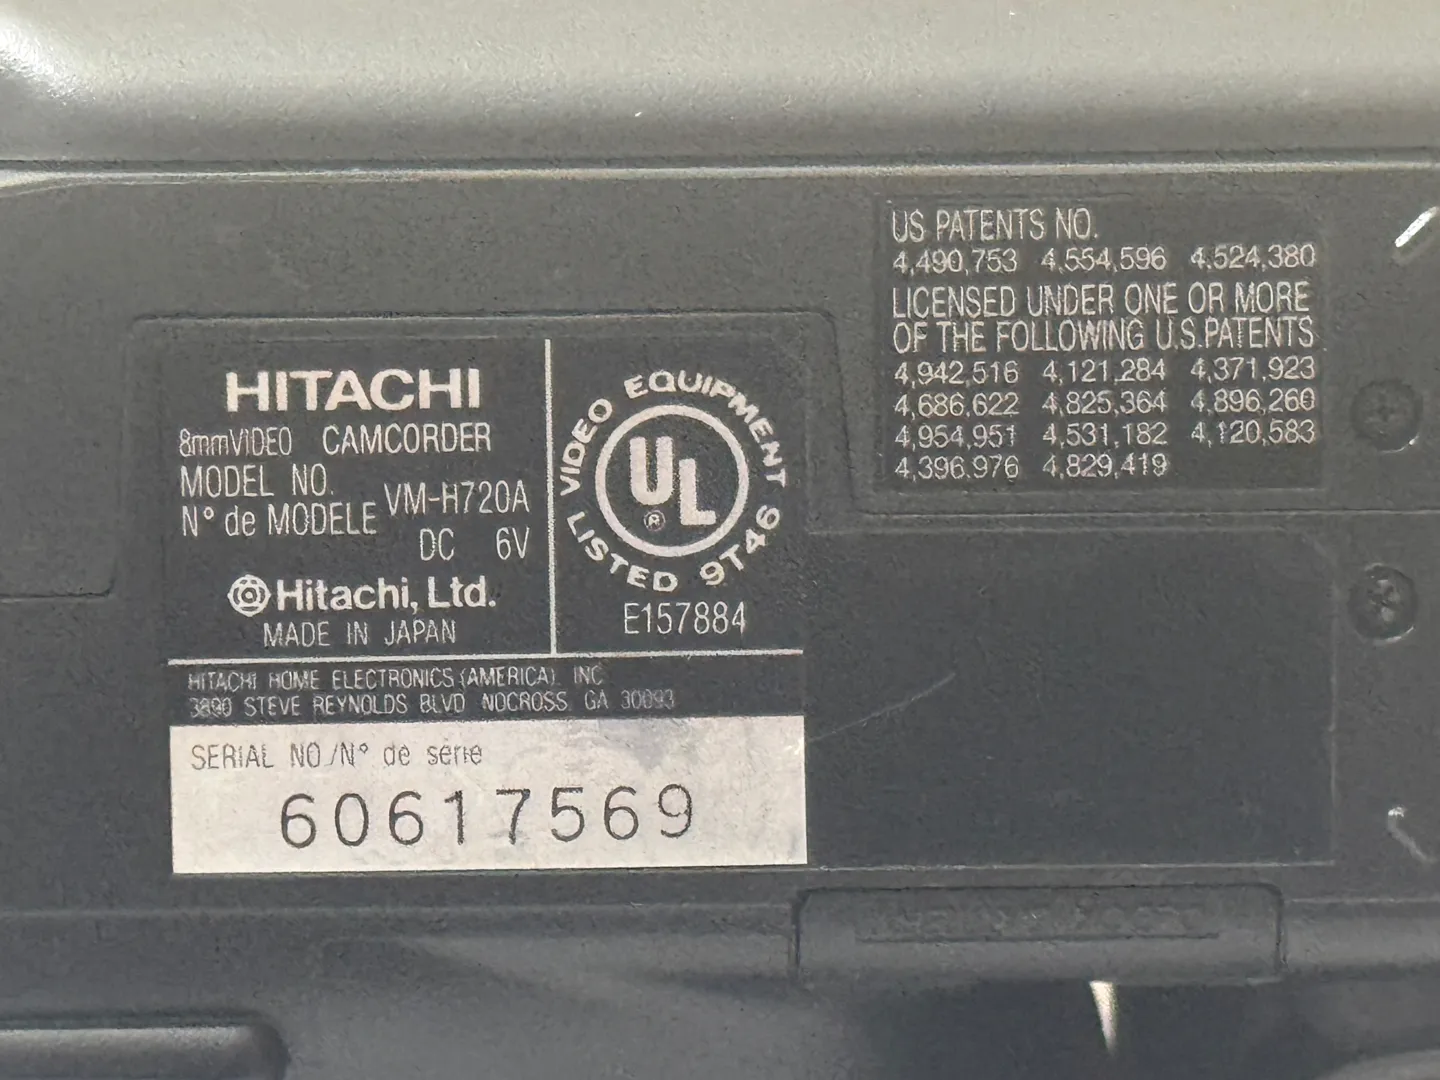 HITACHI
8mmVIDEO CAMCORDER
MODEL NO.
N° de MODELE VM-H720A
DC 6V
Hitachi, Ltd.
MADE IN JAPAN
VIDEO EQUIPMENT
UL
®
LISTED 9T46
E157884
HITACHI HOME ELECTRONICS (AMERICA), INC
3890 STEVE REYNOLDS BLVD NOCROSS, GA 30093
SERIAL NO./N° de série
60617569
US PATENTS NO.
4,490,753 4,554,596 4,524,380
LICENSED UNDER ONE OR MORE
OF THE FOLLOWING U.S.PATENTS
4,942,516 4,121,284 4,371,923
4,686,622 4,825,364 4,896,260
4,954,951 4,531,182 4,120,583
4,396,976 4,829,419